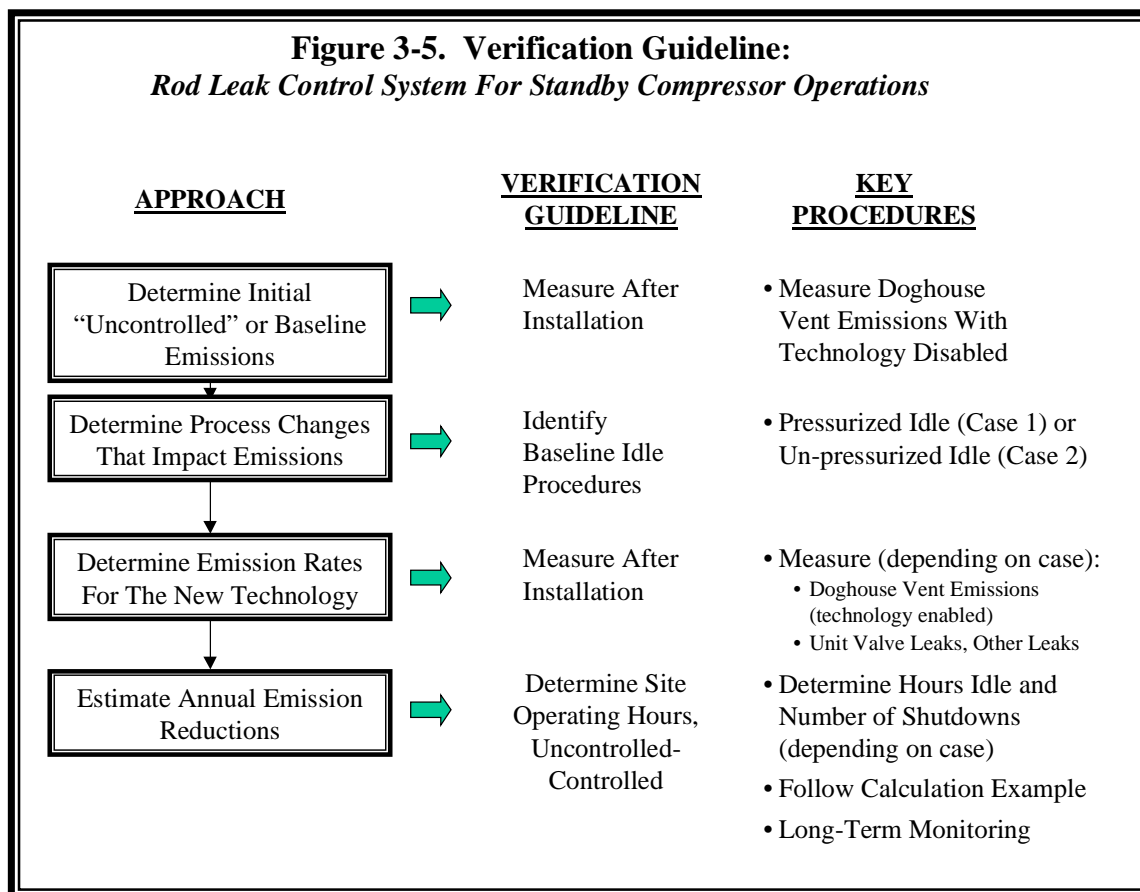 Figure 3-5. Verification Guideline:
Rod Leak Control System For Standby Compressor Operations
APPROACH
VERIFICATION
GUIDELINE
KEY
PROCEDURES
Determine Initial
“Uncontrolled” or Baseline
Emissions
Measure After
Installation
• Measure Doghouse
Vent Emissions With
Technology Disabled
Determine Process Changes
That Impact Emissions
Identify
Baseline Idle
Procedures
• Pressurized Idle (Case 1) or
Un-pressurized Idle (Case 2)
Determine Emission Rates
For The New Technology
Measure After
Installation
• Measure (depending on case):
• Doghouse Vent Emissions
(technology enabled)
• Unit Valve Leaks, Other Leaks
Estimate Annual Emission
Reductions
Determine Site
Operating Hours,
Uncontrolled-
Controlled
• Determine Hours Idle and
Number of Shutdowns
(depending on case)
• Follow Calculation Example
• Long-Term Monitoring